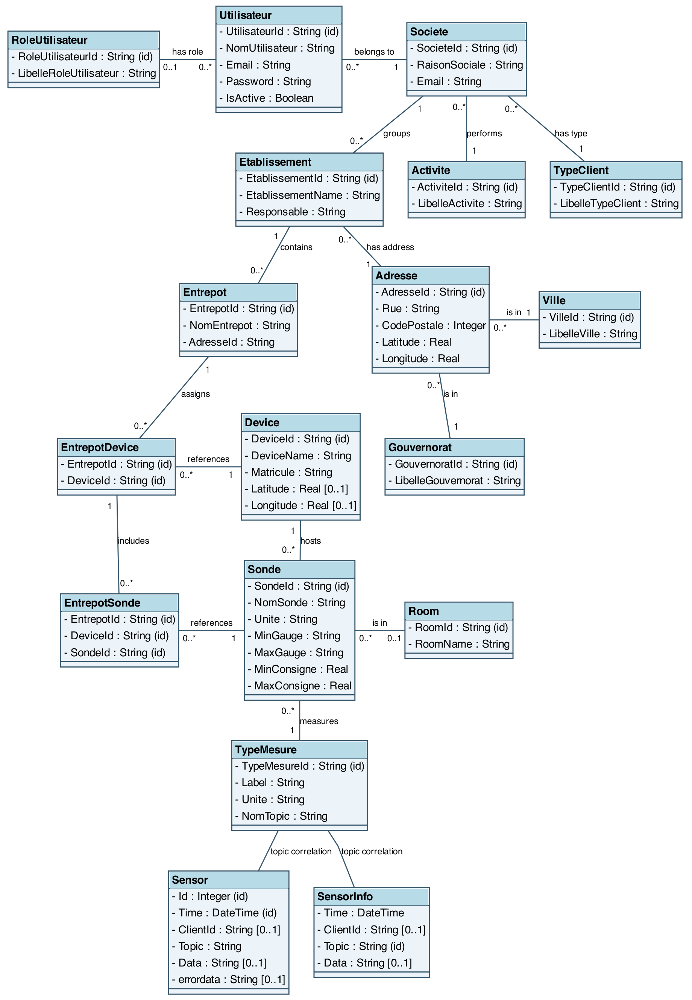 Utilisateur
- UtilisateurId : String (id)
- NomUtilisateur : String
- Email : String
- Password : String
- IsActive : Boolean
RoleUtilisateur
- RoleUtilisateurId : String (id)
- LibelleRoleUtilisateur : String
has role
0..1
0..*
Societe
- SocieteId : String (id)
- RaisonSociale : String
- Email : String
belongs to
0..*
1
1
groups
0..*
0..*
performs
1
0..*
has type
1
Etablissement
- EtablissementId : String (id)
- EtablissementName : String
- Responsable : String
Activite
- ActiviteId : String (id)
- LibelleActivite : String
TypeClient
- TypeClientId : String (id)
- LibelleTypeClient : String
1
contains
0..*
0..*
has address
1
Entrepot
- EntrepotId : String (id)
- NomEntrepot : String
- AdresseId : String
Adresse
- AdresseId : String (id)
- Rue : String
- CodePostale : Integer
- Latitude : Real
- Longitude : Real
is in
1
0..*
Ville
- VilleId : String (id)
- LibelleVille : String
1
assigns
0..*
0..*
is in
1
EntrepotDevice
- EntrepotId : String (id)
- DeviceId : String (id)
references
0..*
1
Device
- DeviceId : String (id)
- DeviceName : String
- Matricule : String
- Latitude : Real [0..1]
- Longitude : Real [0..1]
Gouvernorat
- GouvernoratId : String (id)
- LibelleGouvernorat : String
1
includes
0..*
1
hosts
0..*
EntrepotSonde
- EntrepotId : String (id)
- DeviceId : String (id)
- SondeId : String (id)
references
0..*
1
Sonde
- SondeId : String (id)
- NomSonde : String
- Unite : String
- MinGauge : String
- MaxGauge : String
- MinConsigne : Real
- MaxConsigne : Real
is in
0..*
0..1
Room
- RoomId : String (id)
- RoomName : String
0..*
measures
1
TypeMesure
- TypeMesureId : String (id)
- Label : String
- Unite : String
- NomTopic : String
topic correlation
topic correlation
Sensor
- Id : Integer (id)
- Time : DateTime (id)
- ClientId : String [0..1]
- Topic : String
- Data : String [0..1]
- errordata : String [0..1]
SensorInfo
- Time : DateTime
- ClientId : String [0..1]
- Topic : String (id)
- Data : String [0..1]